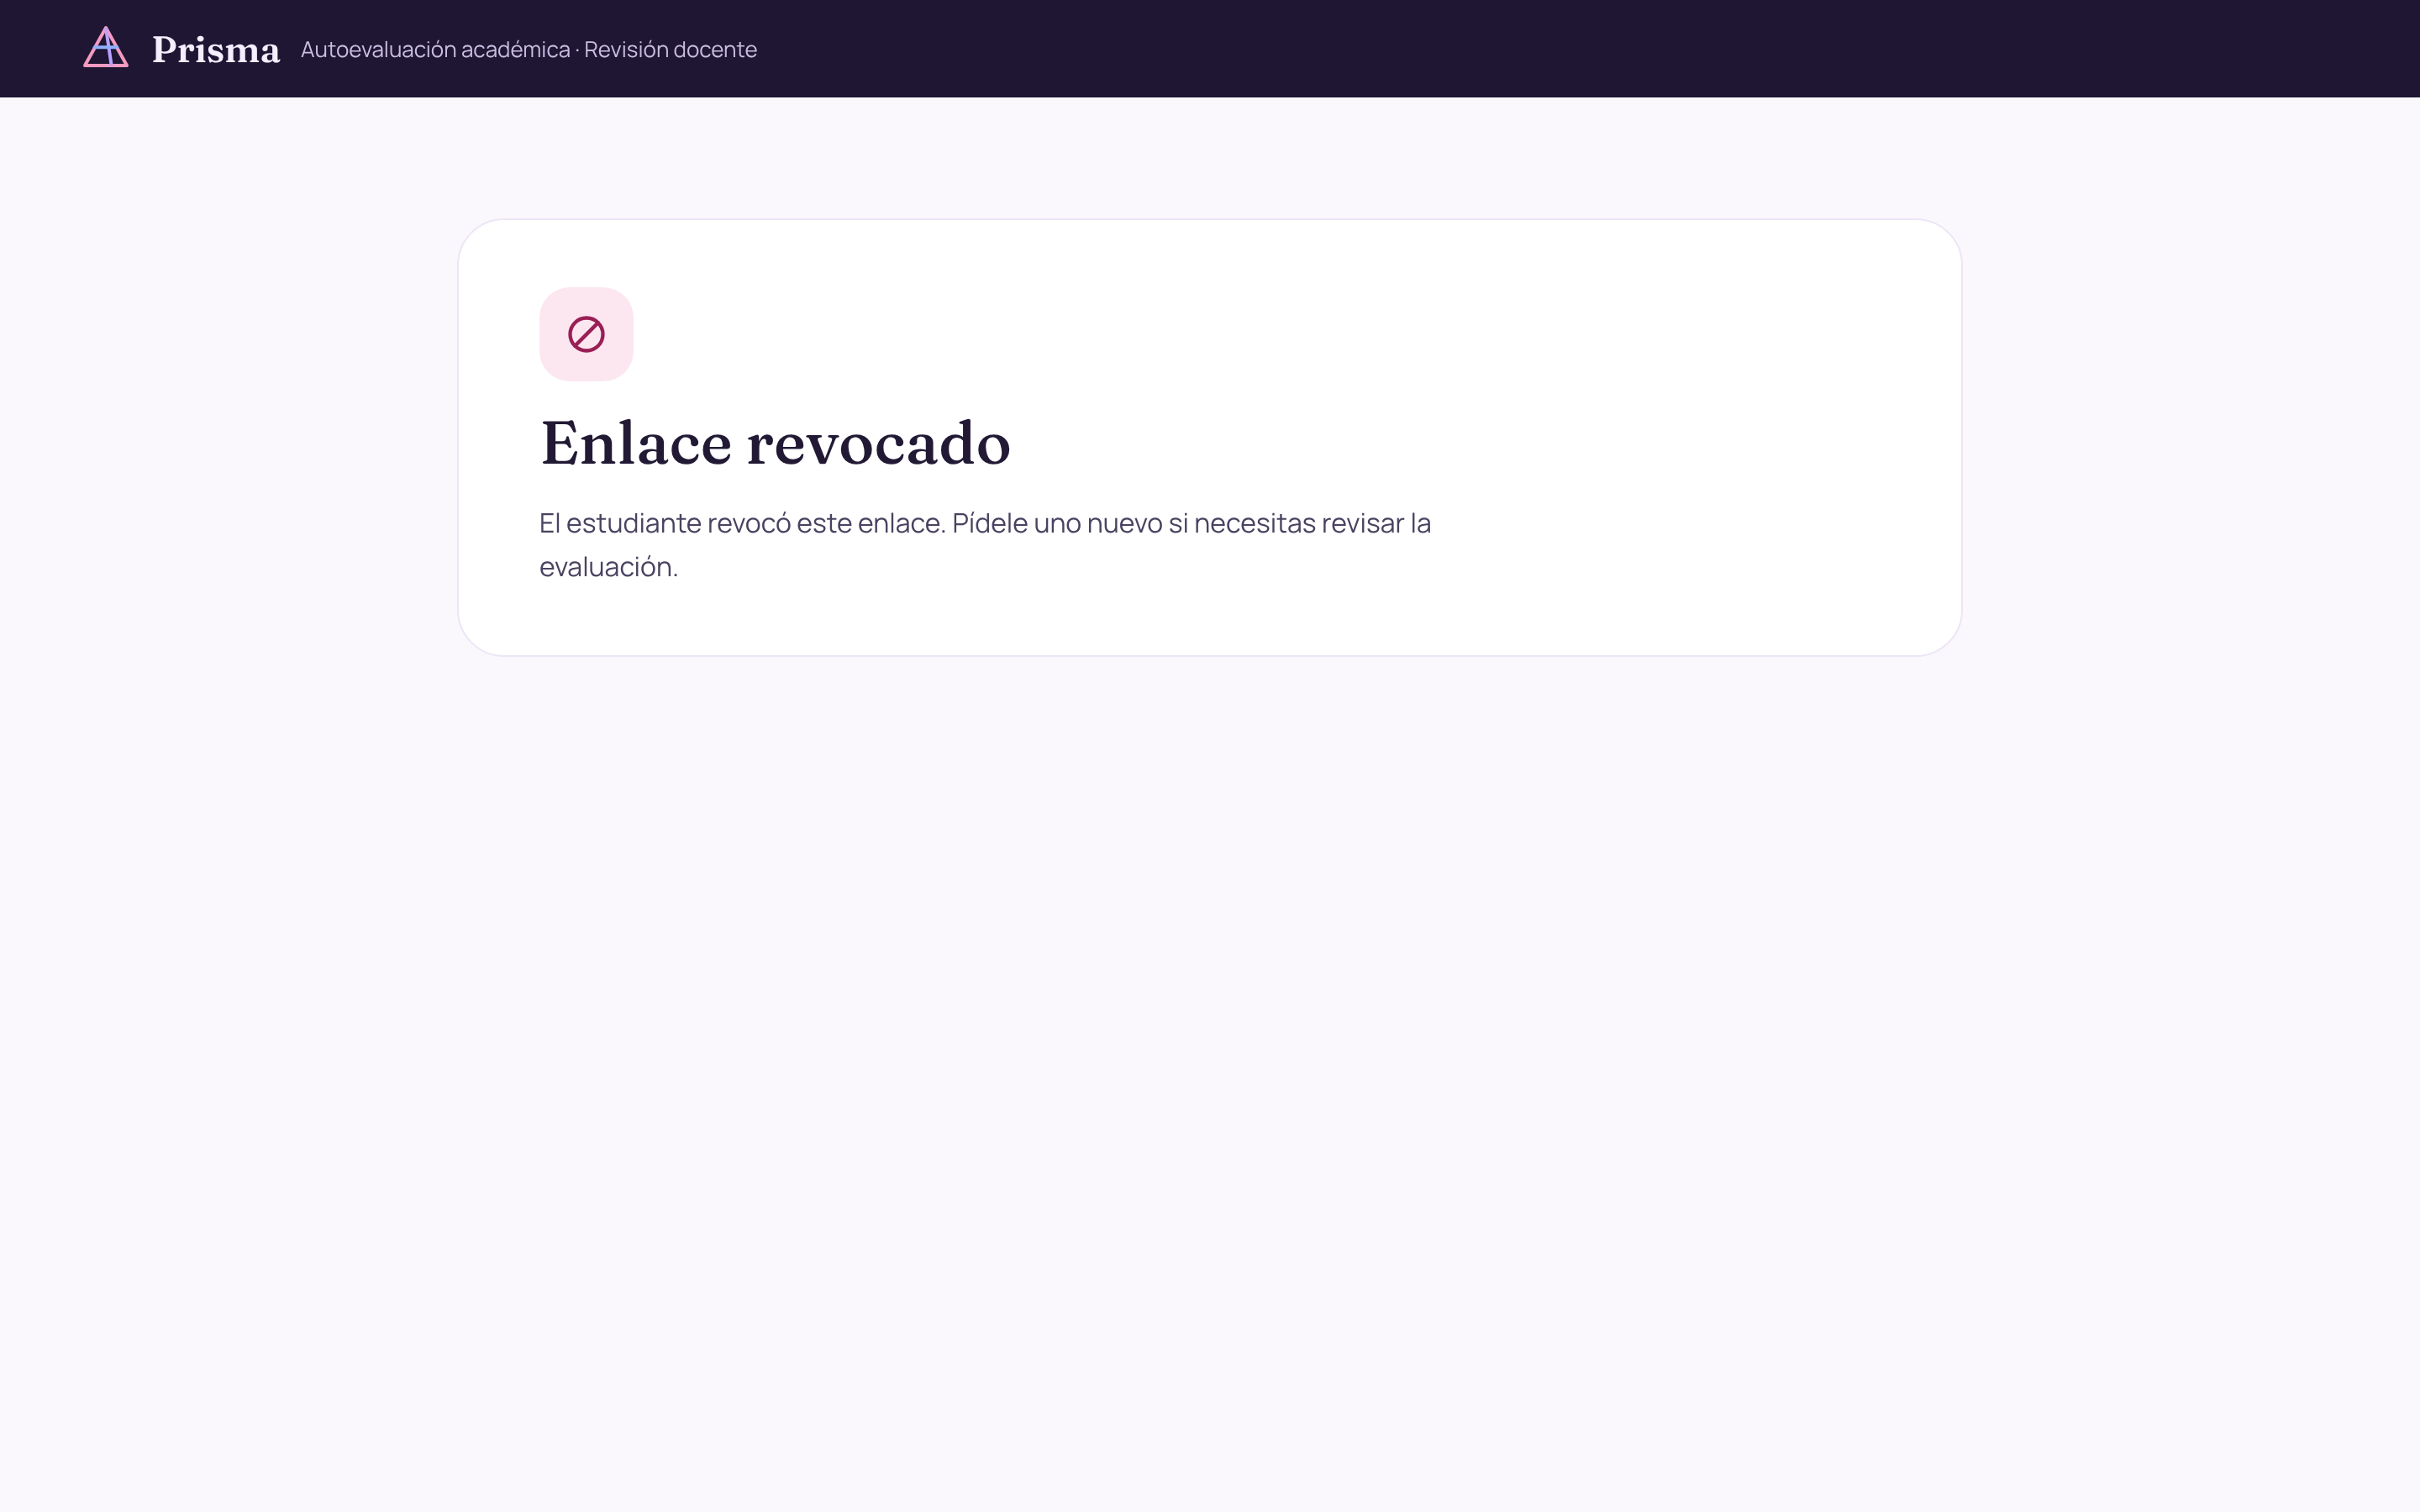 Prisma Autoevaluación académica · Revisión docente
Enlace revocado
El estudiante revocó este enlace. Pídele uno nuevo si necesitas revisar la
evaluación.